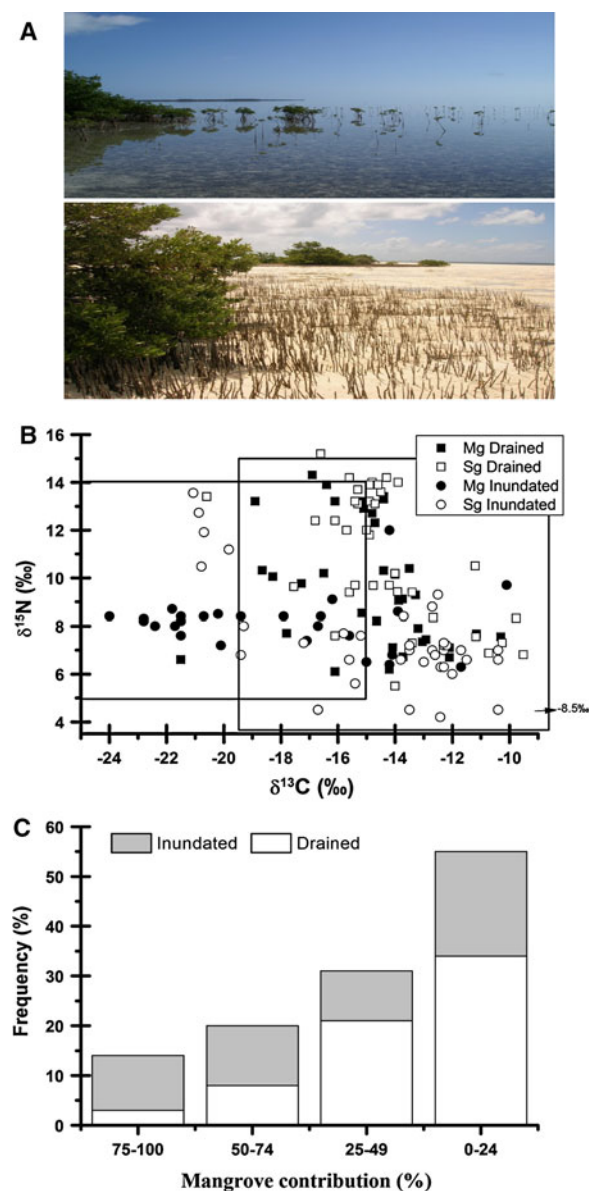 A
B
16
14
12
10
8
6
4
δ15N (‰)
Mg Drained
Sg Drained
Mg Inundated
Sg Inundated
-8.5‰
-24 -22 -20 -18 -16 -14 -12 -10
δ13C (‰)
C
60
50
40
30
20
10
0
Frequency (%)
Inundated Drained
75-100 50-74 25-49 0-24
Mangrove contribution (%)